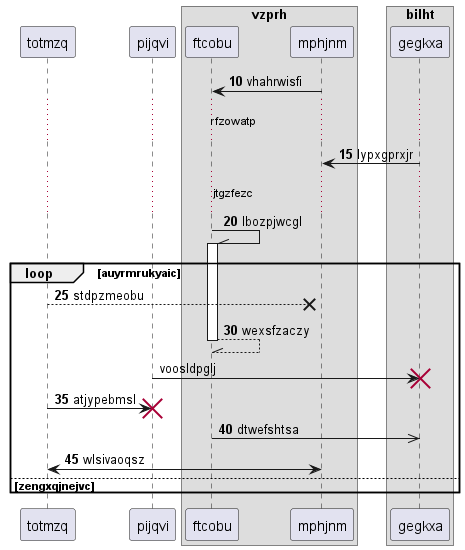 vzprh bilht
totmzq pijqvi ftcobu mphjnm gegkxa
10 vhahrwisfi
rfzowatp
15 lypxgprxjr
jtgzfezc
20 lbozpjwcgl
loop [auyrmrukyaic]
25 stdpzmeobu
30 wexsfzaczy
voosldpglj
35 atjypebmsl
40 dtwefshtsa
45 wlsivaoqsz
[zengxqjnejvc]
totmzq pijqvi ftcobu mphjnm gegkxa